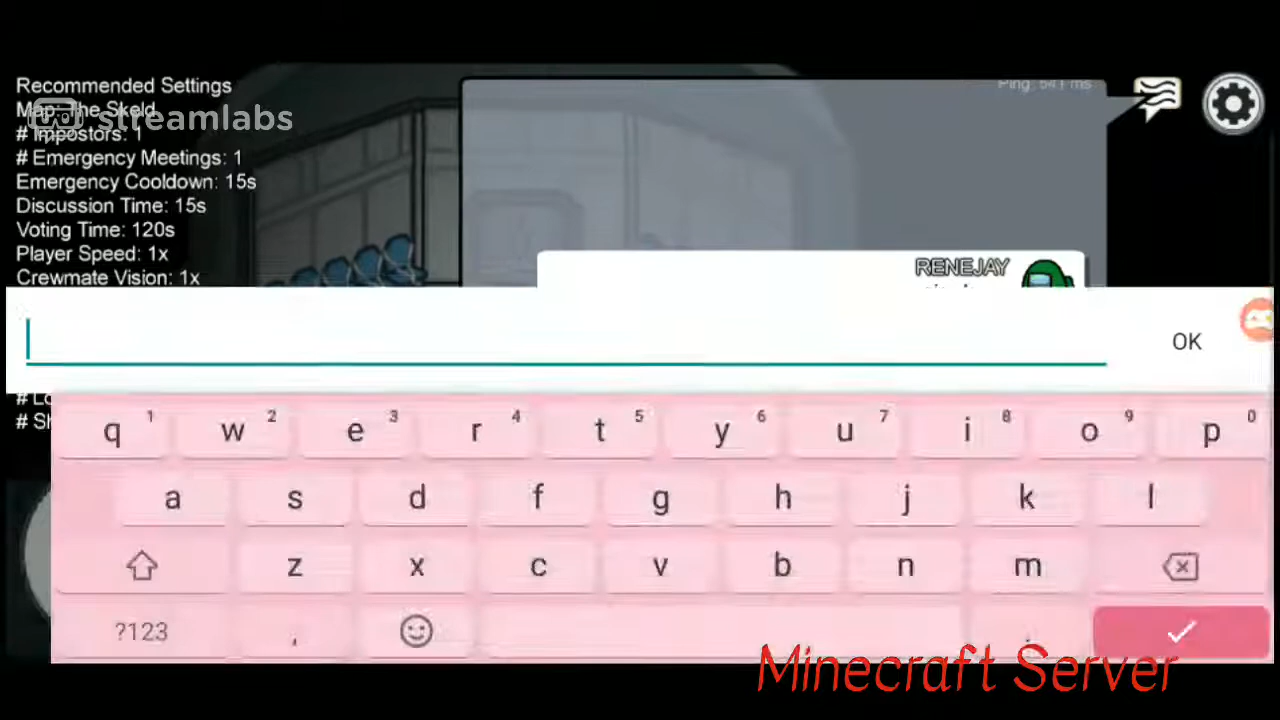 Recommended Settings
Map: The Skeld
streamlabs
# Impostors: 1
# Emergency Meetings: 1
Emergency Cooldown: 15s
Discussion Time: 15s
Voting Time: 120s
Player Speed: 1x
Crewmate Vision: 1x
RENEJAY
OK
q 1 w 2 e 3 r 4 t 5 y 6 u 7 i 8 o 9 p 0
a s d f g h j k l
z x c v b n m
?123 , .
Minecraft Server